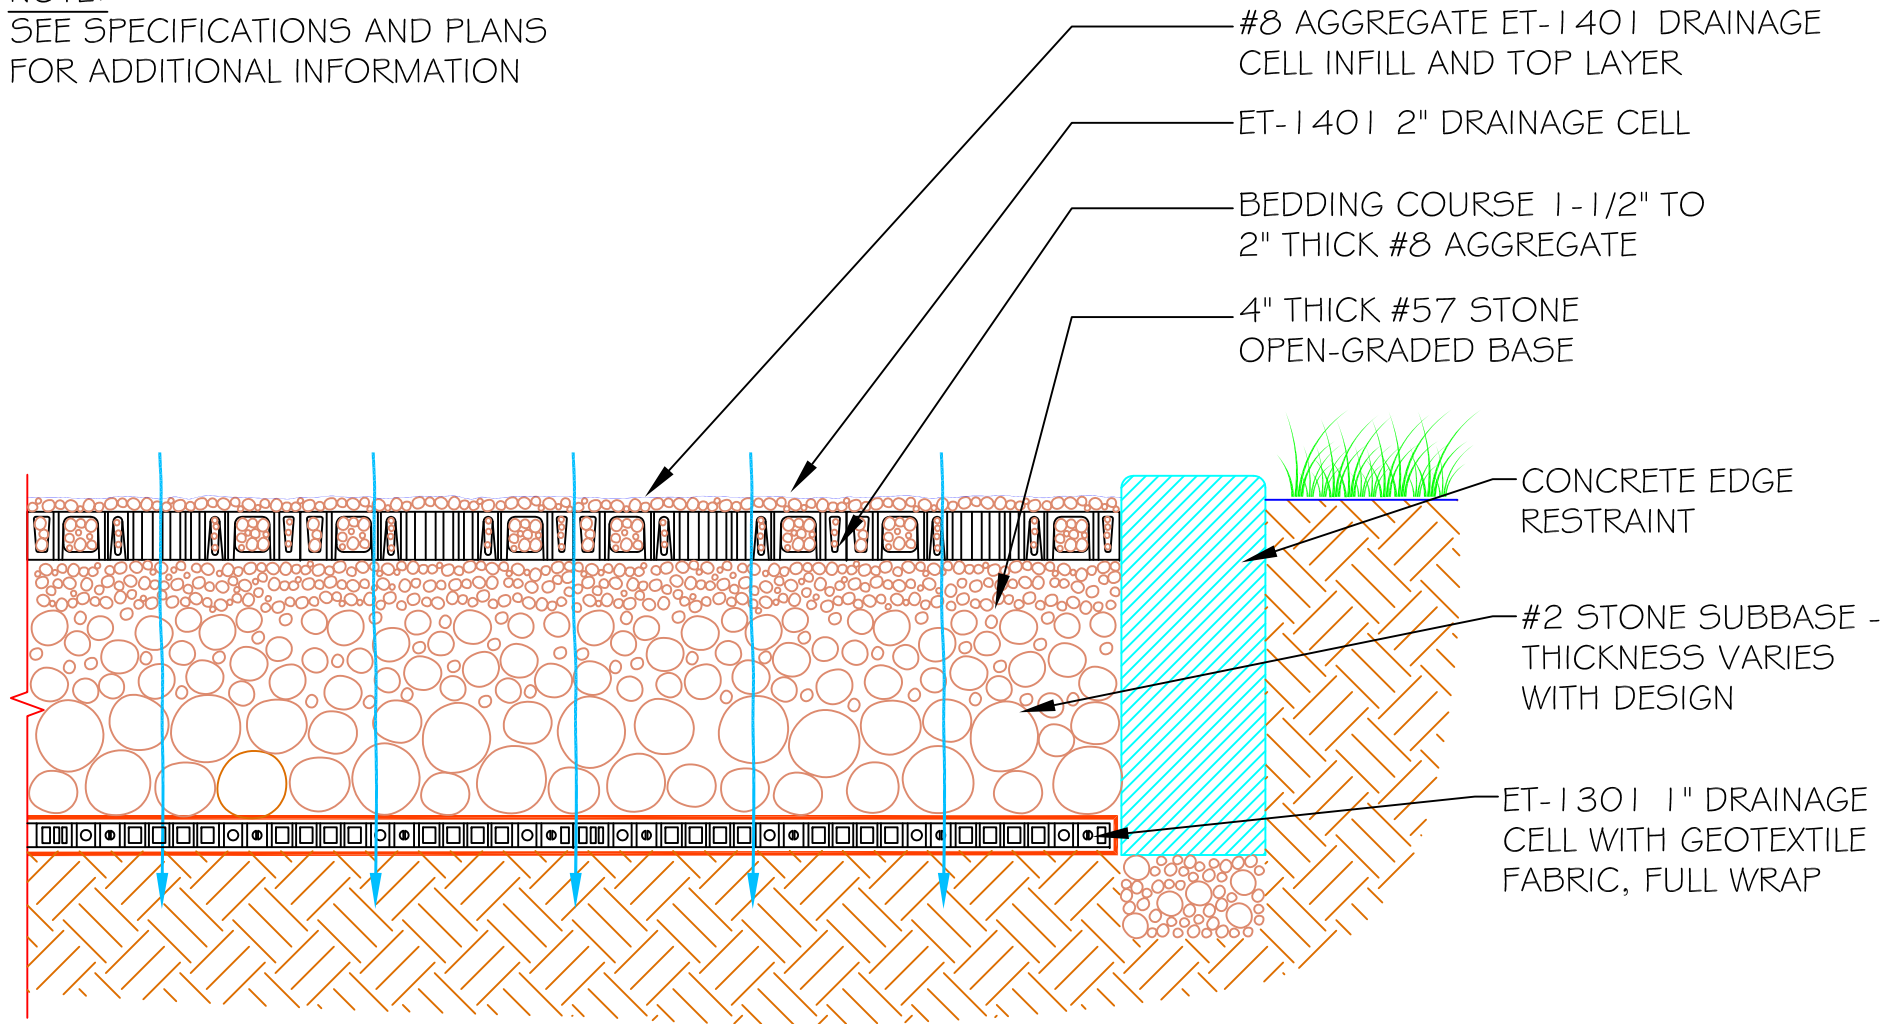 NOTE:
SEE SPECIFICATIONS AND PLANS
FOR ADDITIONAL INFORMATION
#8 AGGREGATE ET-1401 DRAINAGE
CELL INFILL AND TOP LAYER
ET-1401 2" DRAINAGE CELL
BEDDING COURSE 1-1/2" TO
2" THICK #8 AGGREGATE
4" THICK #57 STONE
OPEN-GRADED BASE
CONCRETE EDGE
RESTRAINT
#2 STONE SUBBASE -
THICKNESS VARIES
WITH DESIGN
ET-1301 1" DRAINAGE
CELL WITH GEOTEXTILE
FABRIC, FULL WRAP